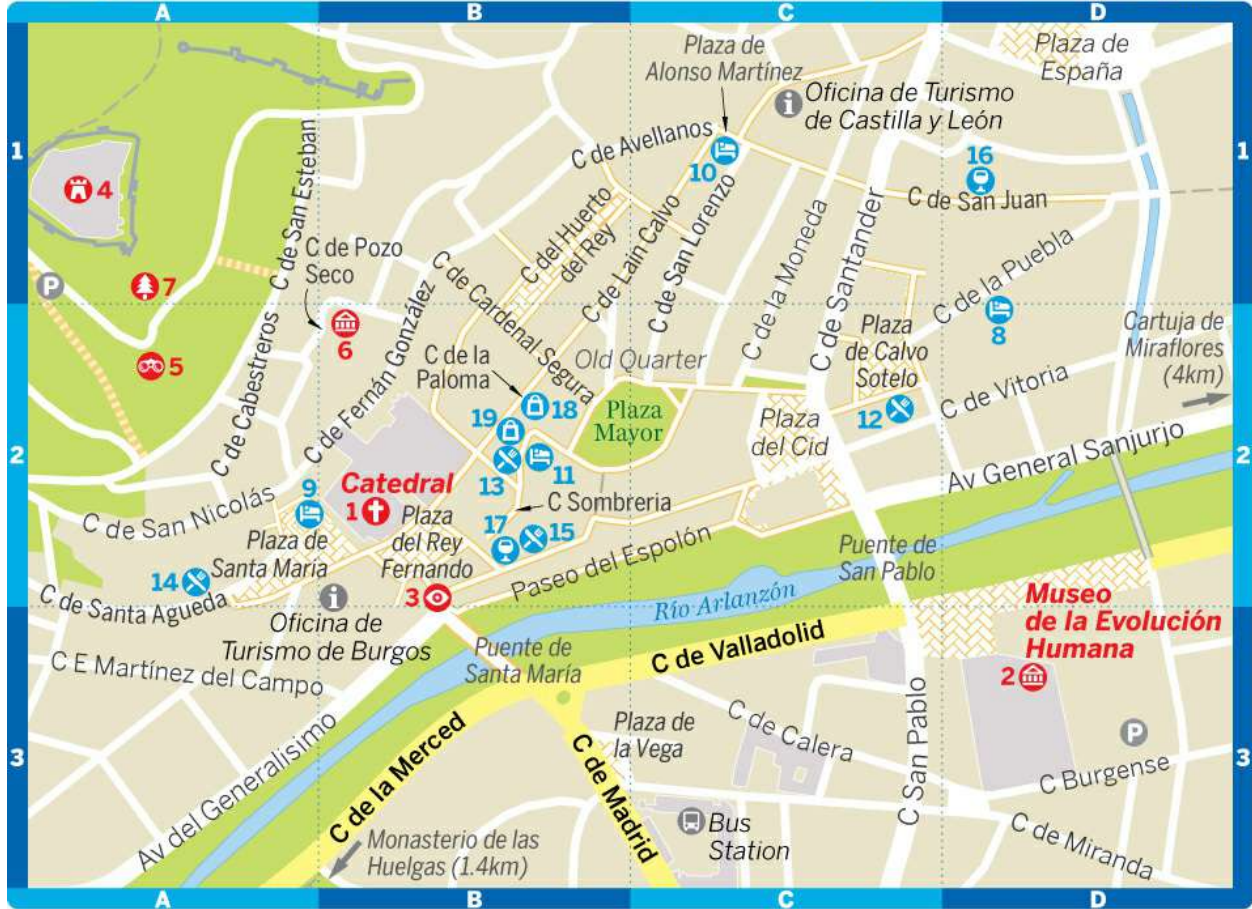 A
B
C
D
1
1
2
2
3
3
A
B
C
D
Plaza de
Alonso Martínez
Plaza de
España
i
Oficina de Turismo
de Castilla y León
C de Avellanos
10
16
C de San Juan
4
C de San Esteban
C de Pozo
Seco
C del Huerto
del Rey
C de Laín Calvo
C de San Lorenzo
C de la Moneda
C de Santander
C de la Puebla
P
7
5
6
C de Cabestreros
C de Fernán González
C de Cardenal Segura
C de la
Paloma
Old Quarter
Plaza
de Calvo
Sotelo
8
Cartuja de
Miraflores
(4km)
18
19
Plaza
Mayor
12
C de Vitoria
Plaza
del Cid
13
11
Av General Sanjurjo
C Sombreria
Catedral
1
9
C de San Nicolás
Plaza
del Rey
Fernando
17
15
Plaza de
Santa María
Paseo del Espolón
Puente de
San Pablo
14
C de Santa Agueda
i
3
Río Arlanzón
Oficina de
Turismo de Burgos
Puente de
Santa María
C de Valladolid
Museo
de la Evolución
Humana
2
C E Martínez del Campo
Av del Generalísimo
C de la Merced
C de Madrid
Plaza de
la Vega
C de Calera
C San Pablo
P
C Burgense
C de Miranda
Bus
Station
Monasterio de las
Huelgas (1.4km)